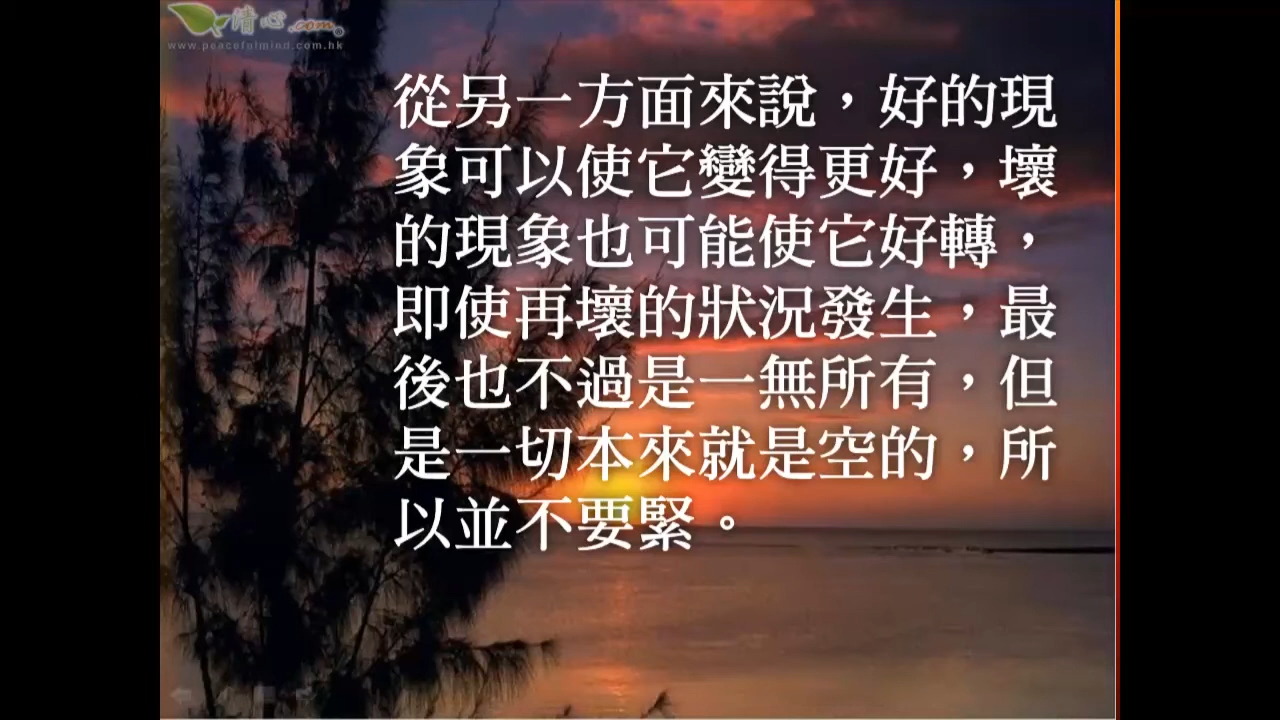 清心.com
www.peacefulmind.com.hk
從另一方面來說，好的現
象可以使它變得更好，壞
的現象也可能使它好轉，
即使再壞的狀況發生，最
後也不過是一無所有，但
是一切本來就是空的，所
以並不要緊。